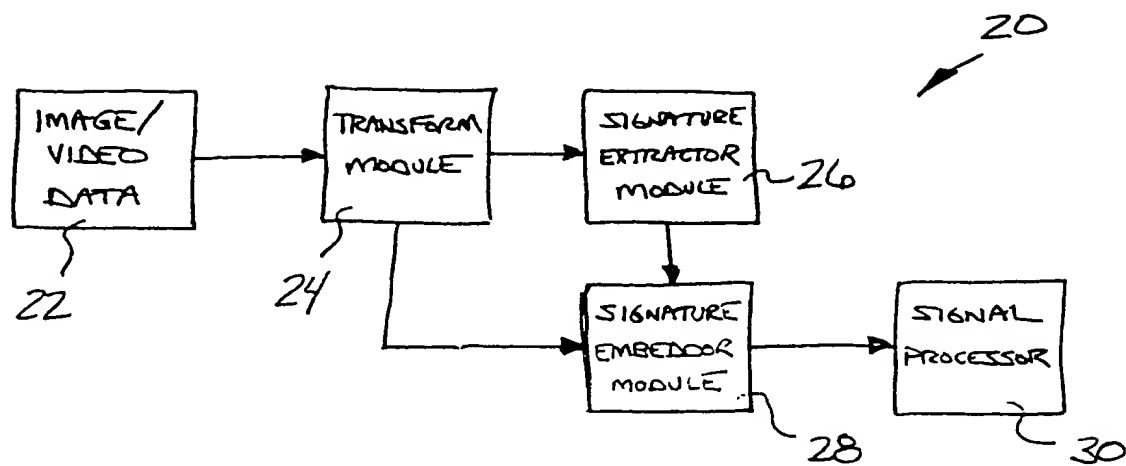 20
IMAGE/
VIDEO
DATA
22
TRANSFORM
MODULE
24
SIGNATURE
EXTRACTOR
MODULE
26
SIGNATURE
EMBEDDOR
MODULE
28
SIGNAL
PROCESSOR
30